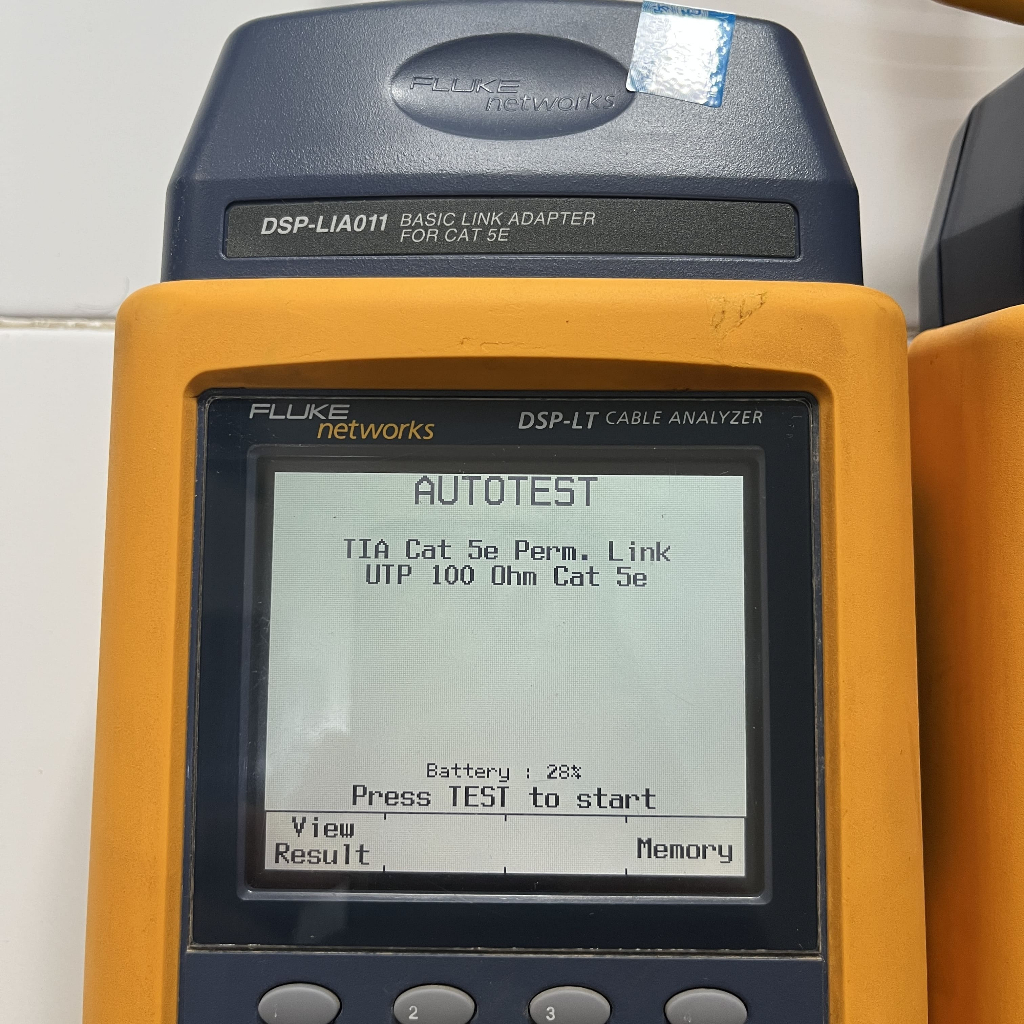 FLUKE
networks
DSP-LIA011 BASIC LINK ADAPTER
FOR CAT 5E
FLUKE
networks
DSP-LT CABLE ANALYZER
AUTOTEST
TIA Cat 5e Perm. Link
UTP 100 Ohm Cat 5e
Battery : 28%
Press TEST to start
View
Result
Memory
2
3